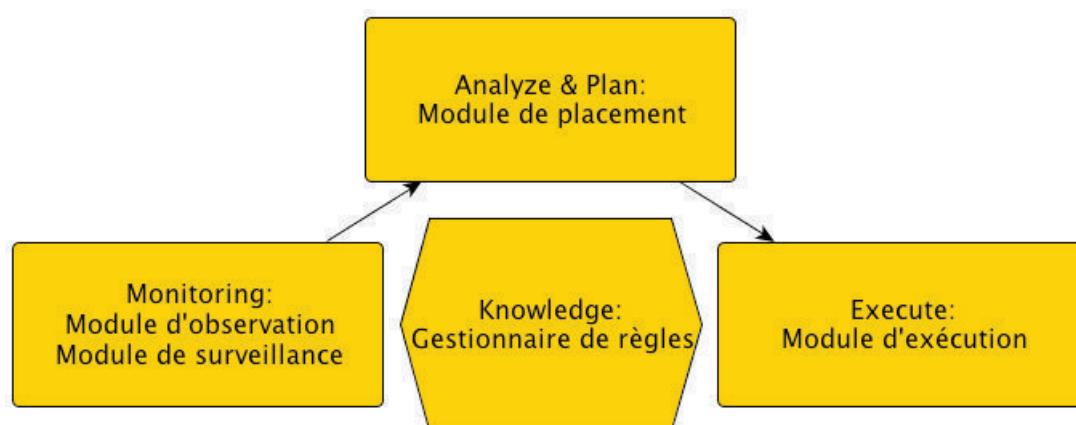 Analyze & Plan:
Module de placement
Monitoring:
Module d'observation
Module de surveillance
Knowledge:
Gestionnaire de règles
Execute:
Module d'exécution